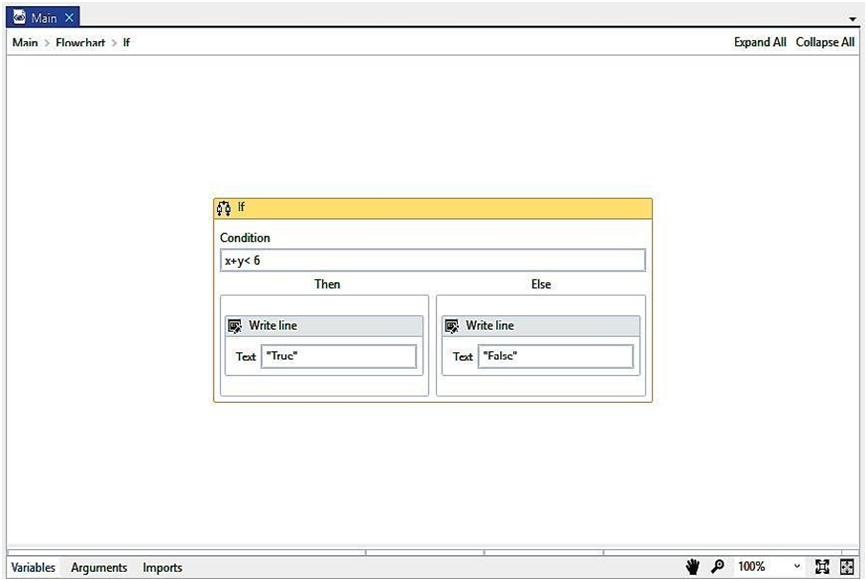 Main
Main > Flowchart > If
Expand All Collapse All
If
Condition
x+y< 6
Then Else
Write line Write line
Text "True" Text "False"
Variables Arguments Imports 100%